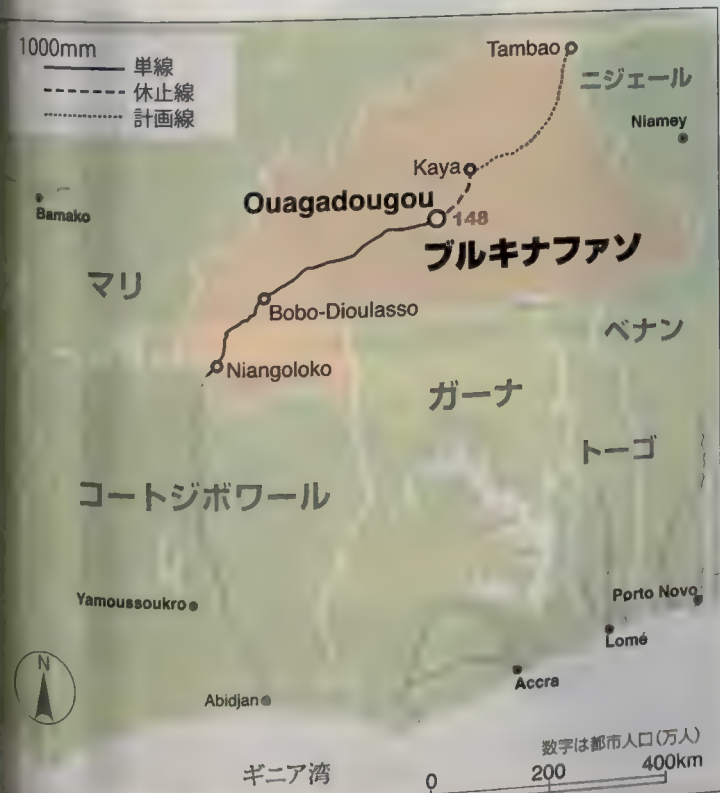 1000mm
単線
休止線
計画線
Tambao
ニジェール
Niamey
Kaya
Bamako
Ouagadougou
148
ブルキナファソ
マリ
Bobo-Dioulasso
ベナン
Niangoloko
ガーナ
トーゴ
コートジボワール
Yamoussoukro
Porto Novo
Lomé
N
Accra
Abidjan
数字は都市人口(万人)
ギニア湾
0 200 400km